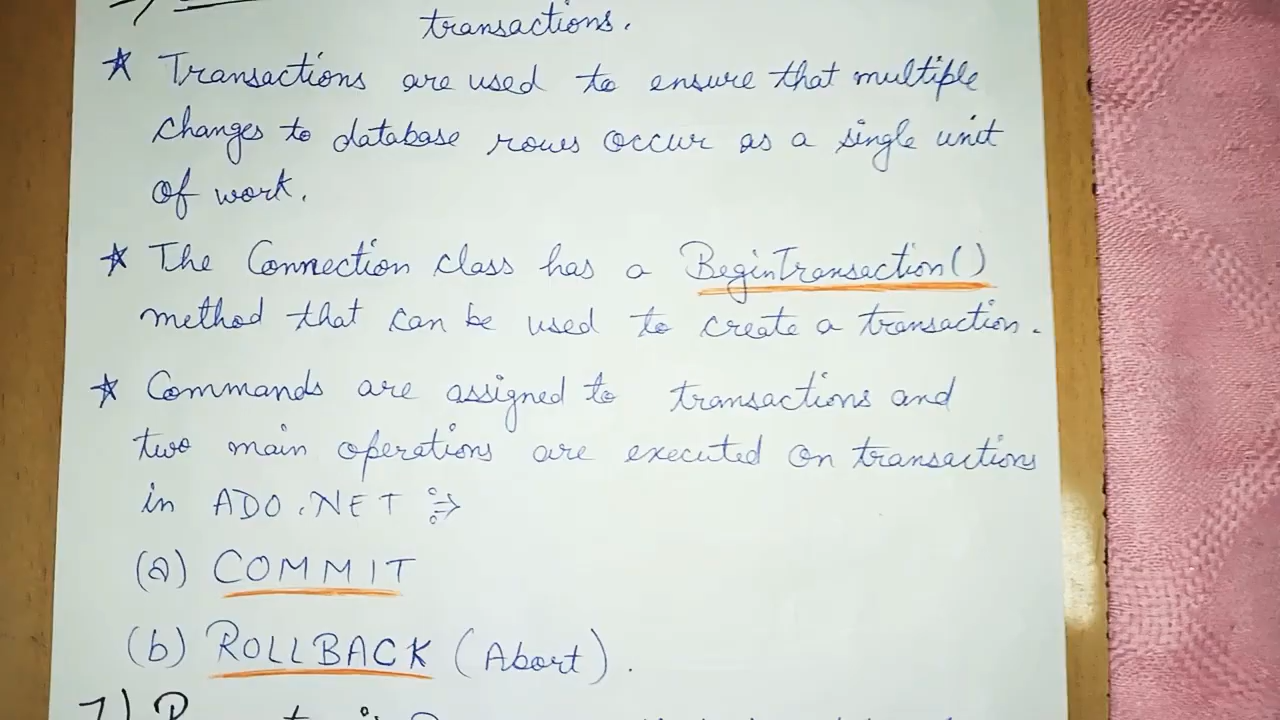 transactions.
☆ Transactions are used to ensure that multiple
changes to database rows occur as a single unit
of work.
☆ The Connection class has a BeginTransaction()
method that can be used to create a transaction.
☆ Commands are assigned to transactions and
two main operations are executed on transactions
in ADO.NET :->
(a) COMMIT
(b) ROLLBACK (Abort).
7)